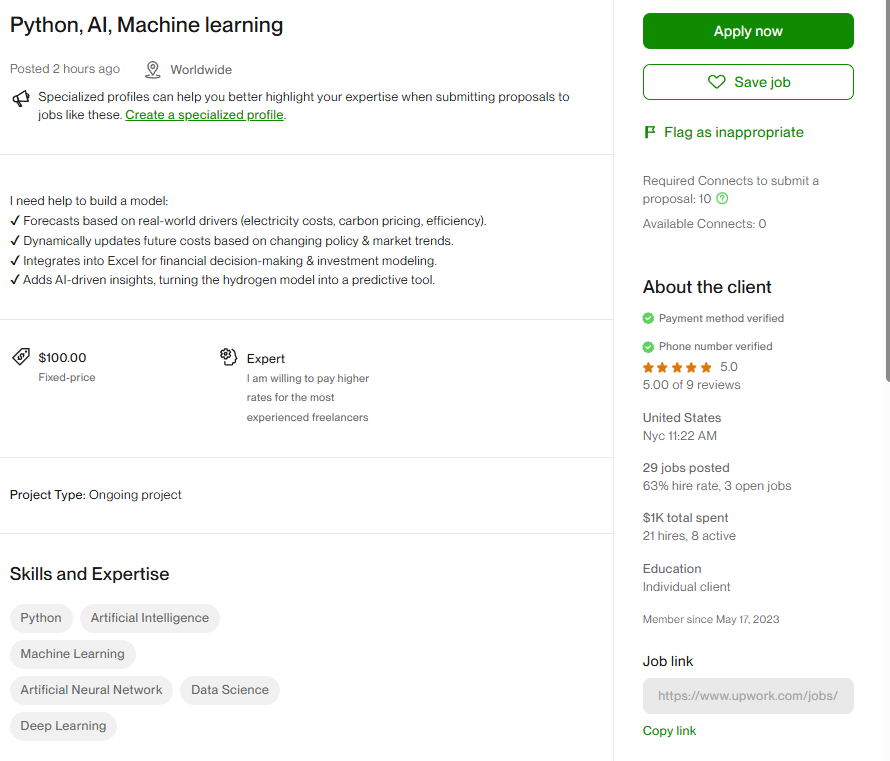 Python, AI, Machine learning
Posted 2 hours ago Worldwide
Specialized profiles can help you better highlight your expertise when submitting proposals to
jobs like these. Create a specialized profile.
I need help to build a model:
✔ Forecasts based on real-world drivers (electricity costs, carbon pricing, efficiency).
✔ Dynamically updates future costs based on changing policy & market trends.
✔ Integrates into Excel for financial decision-making & investment modeling.
✔ Adds AI-driven insights, turning the hydrogen model into a predictive tool.
$100.00
Fixed-price
Expert
I am willing to pay higher
rates for the most
experienced freelancers
Project Type: Ongoing project
Skills and Expertise
Python Artificial Intelligence
Machine Learning
Artificial Neural Network Data Science
Deep Learning
Apply now
Save job
Flag as inappropriate
Required Connects to submit a
proposal: 10
Available Connects: 0
About the client
Payment method verified
Phone number verified
5.0
5.00 of 9 reviews
United States
Nyc 11:22 AM
29 jobs posted
63% hire rate, 3 open jobs
$1K total spent
21 hires, 8 active
Education
Individual client
Member since May 17, 2023
Job link
https://www.upwork.com/jobs/
Copy link